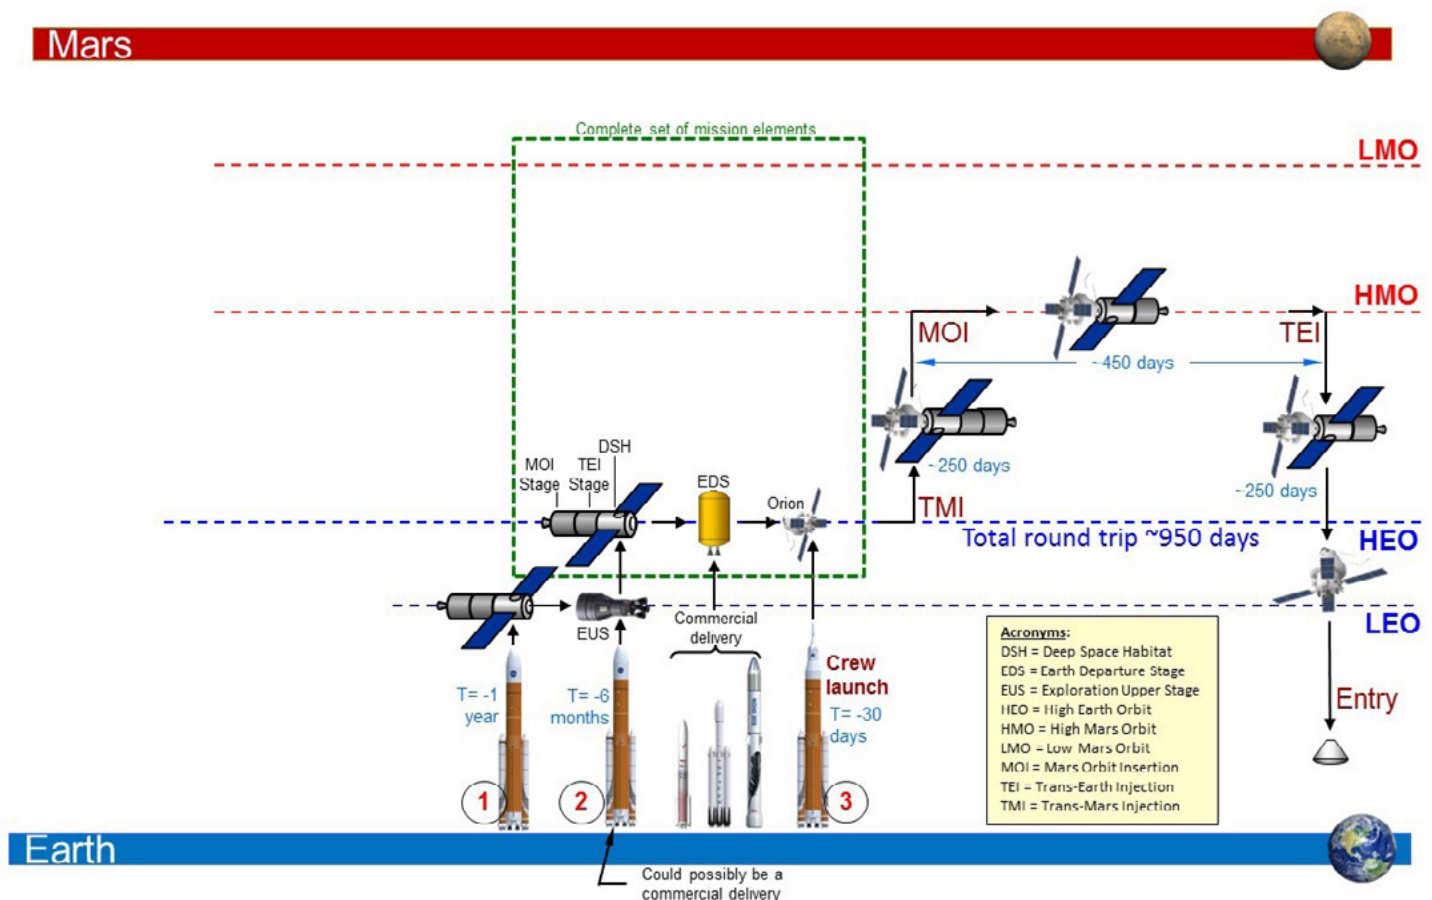 Mars
Complete set of mission elements
LMO
HMO
MOI
TEI
~450 days
DSH
MOI
Stage
TEI
Stage
EDS
Orion
~250 days
~250 days
TMI
Total round trip ~950 days
HEO
EUS
Commercial
delivery
LEO
T= -1
year
T= -6
months
Crew
launch
T= -30
days
Acronyms:
DSH = Deep Space Habitat
EDS = Earth Departure Stage
EUS = Exploration Upper Stage
HEO = High Earth Orbit
HMO = High Mars Orbit
LMO = Low Mars Orbit
MOI = Mars Orbit Insertion
TEI = Trans-Earth Injection
TMI = Trans-Mars Injection
Entry
1
2
3
Earth
Could possibly be a
commercial delivery